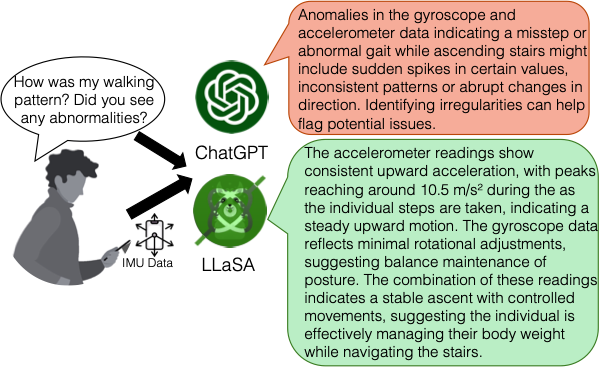 How was my walking
pattern? Did you see
any abnormalities?
IMU Data
ChatGPT
LLaSA
Anomalies in the gyroscope and
accelerometer data indicating a misstep or
abnormal gait while ascending stairs might
include sudden spikes in certain values,
inconsistent patterns or abrupt changes in
direction. Identifying irregularities can help
flag potential issues.
The accelerometer readings show
consistent upward acceleration, with peaks
reaching around 10.5 m/s² during the as
the individual steps are taken, indicating a
steady upward motion. The gyroscope data
reflects minimal rotational adjustments,
suggesting balance maintenance of
posture. The combination of these readings
indicates a stable ascent with controlled
movements, suggesting the individual is
effectively managing their body weight
while navigating the stairs.